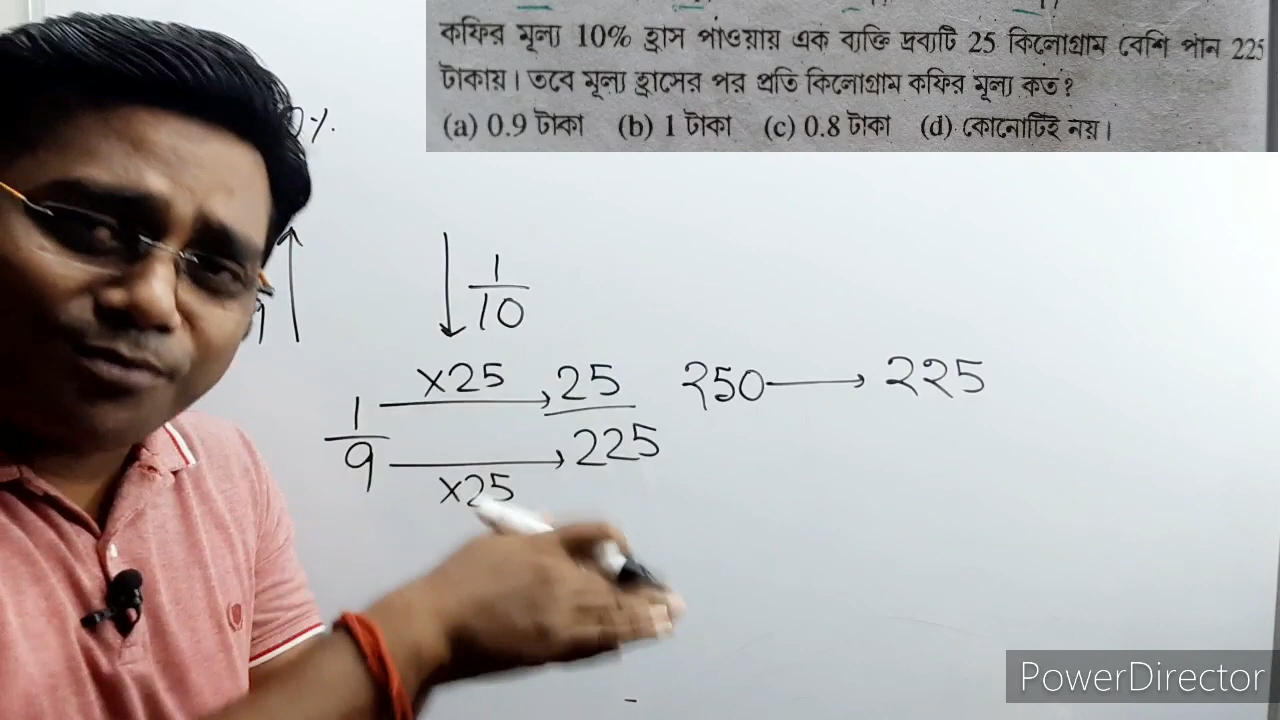 কফির মূল্য 10% হ্রাস পাওয়ায় এক ব্যক্তি দ্রব্যটি 25 কিলোগ্রাম বেশি পান 225
টাকায়। তবে মূল্য হ্রাসের পর প্রতি কিলোগ্রাম কফির মূল্য কত?
(a) 0.9 টাকা (b) 1 টাকা (c) 0.8 টাকা (d) কোনোটিই নয়।
1
10
×25
1 25 250 225
9 225
×25
PowerDirector